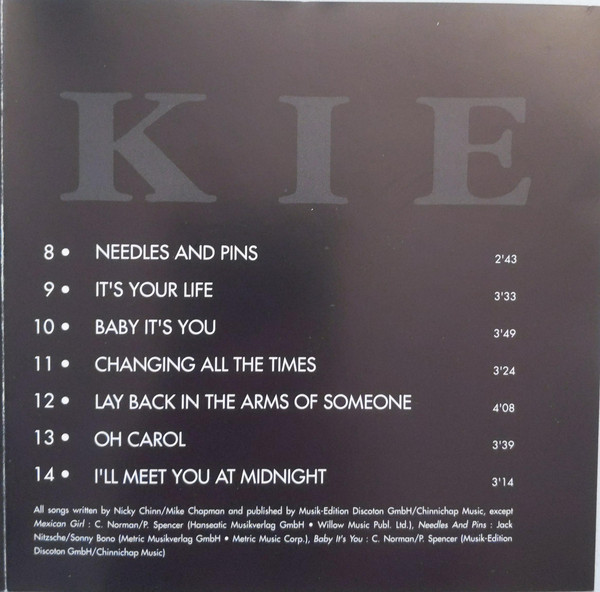 KIE
8 • NEEDLES AND PINS 2'43
9 • IT'S YOUR LIFE 3'33
10 • BABY IT'S YOU 3'49
11 • CHANGING ALL THE TIMES 3'24
12 • LAY BACK IN THE ARMS OF SOMEONE 4'08
13 • OH CAROL 3'39
14 • I'LL MEET YOU AT MIDNIGHT 3'14
All songs written by Nicky Chinn/Mike Chapman and published by Musik-Edition Discoton GmbH/Chinnichap Music, except
Mexican Girl : C. Norman/P. Spencer (Hanseatic Musikverlag GmbH • Willow Music Publ. Ltd.), Needles And Pins : Jack
Nitzsche/Sonny Bono (Metric Musikverlag GmbH • Metric Music Corp.), Baby It's You : C. Norman/P. Spencer (Musik-Edition
Discoton GmbH/Chinnichap Music)